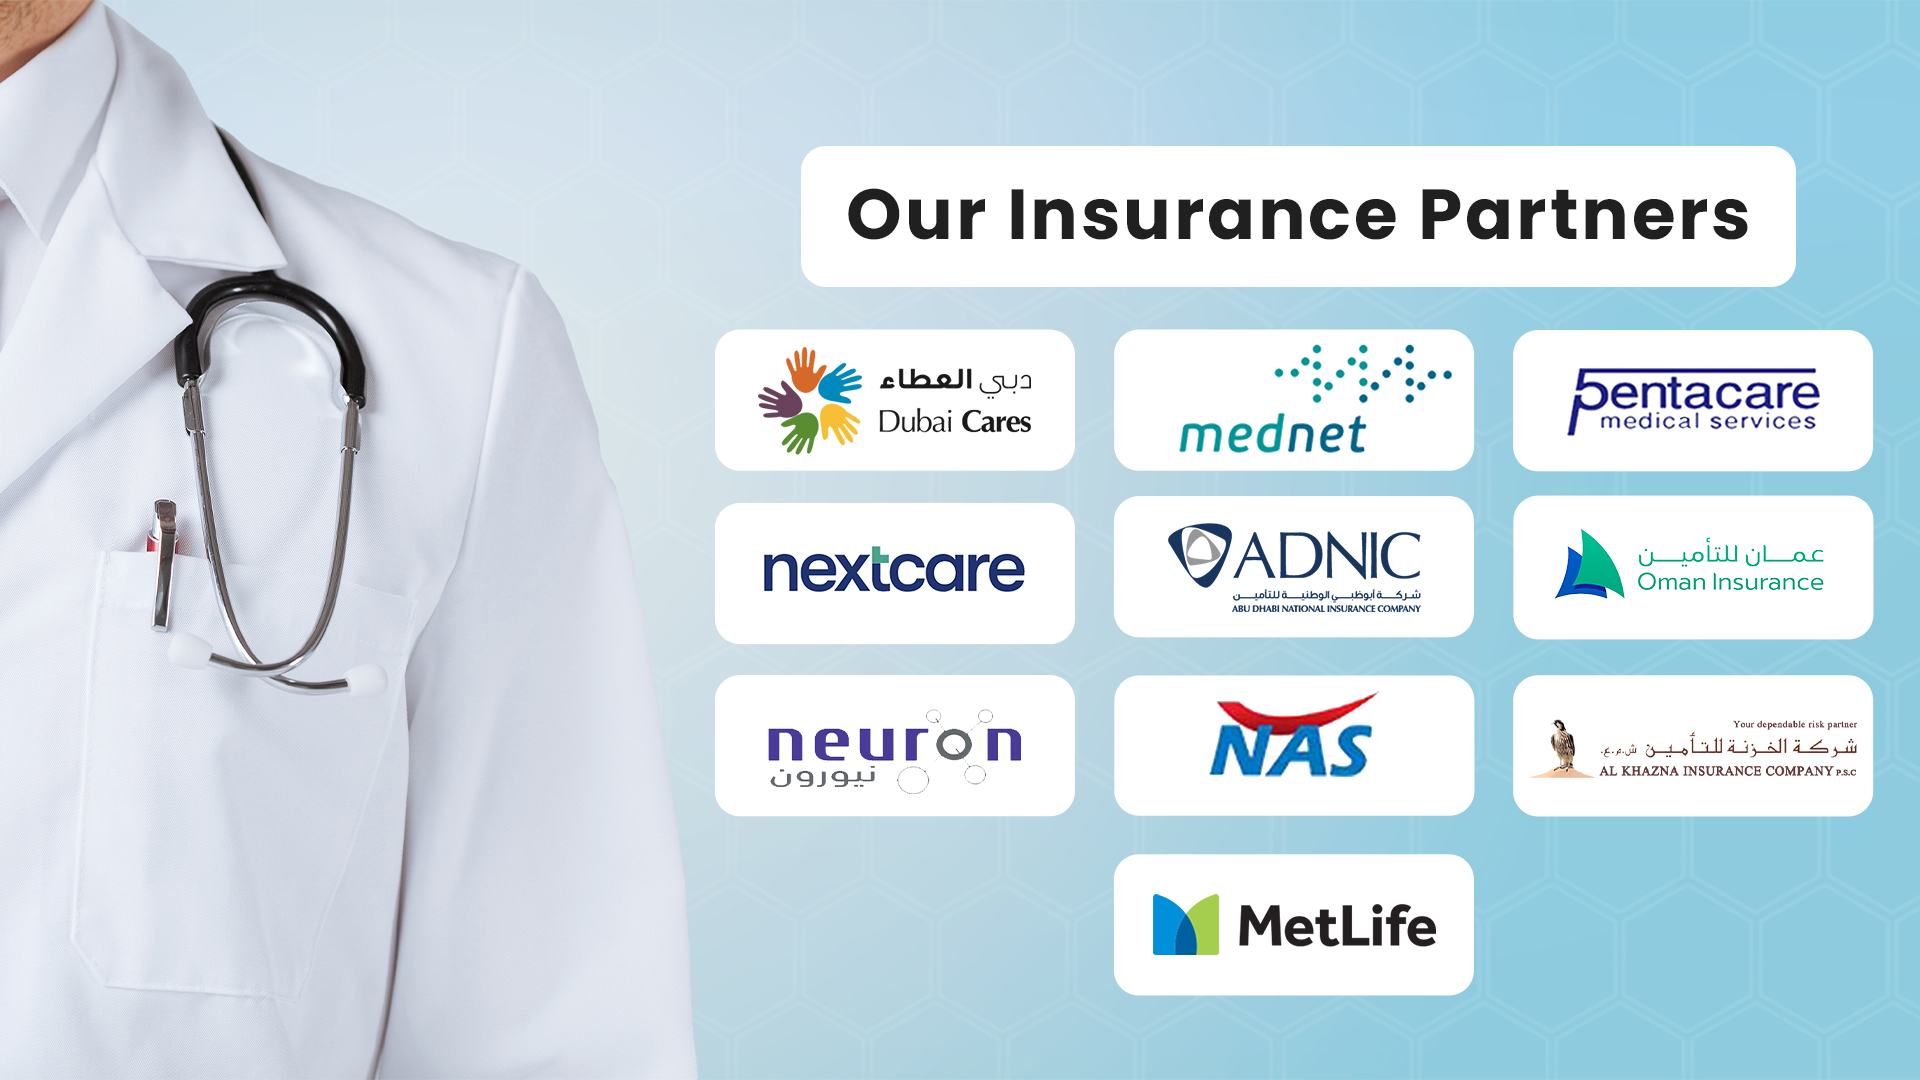 Our Insurance Partners
دبي العطاء
Dubai Cares
mednet
pentacare
medical services
nextcare
ADNIC
شركة أبوظبي الوطنية للتأمين
ABU DHABI NATIONAL INSURANCE COMPANY
عمان للتأمين
Oman Insurance
neuron
نيورون
NAS
Your dependable risk partner
شركة الخزنة للتأمين ش.م.ع.
AL KHAZNA INSURANCE COMPANY P.S.C
MetLife